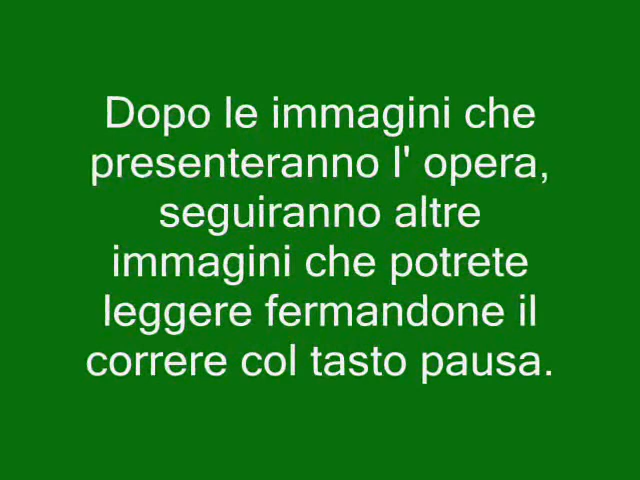 Dopo le immagini che
presenteranno l' opera,
seguiranno altre
immagini che potrete
leggere fermandone il
correre col tasto pausa.